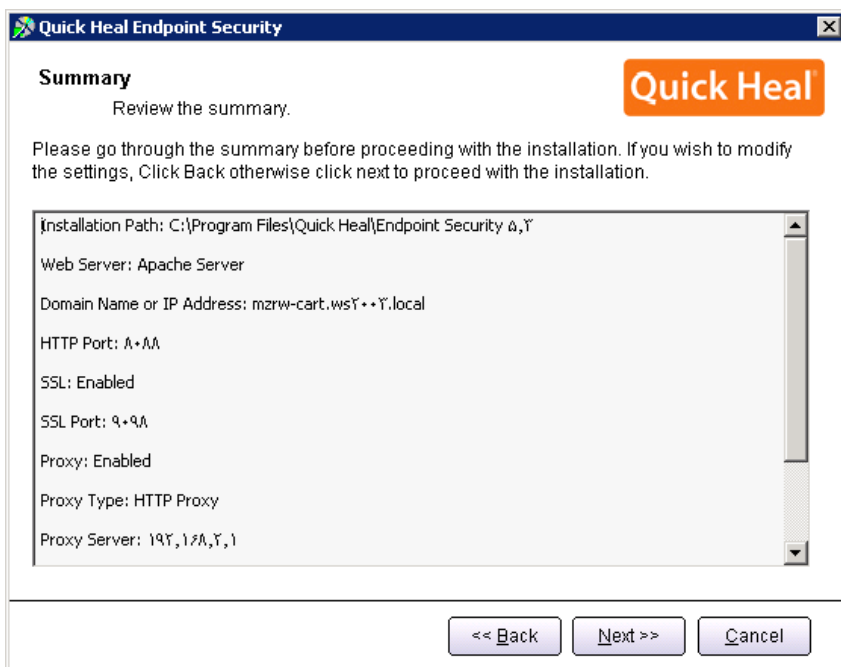 Quick Heal Endpoint Security
Summary
Review the summary.
Quick Heal
Please go through the summary before proceeding with the installation. If you wish to modify
the settings, Click Back otherwise click next to proceed with the installation.
Installation Path: C:\Program Files\Quick Heal\Endpoint Security ۵,۳
Web Server: Apache Server
Domain Name or IP Address: mzrw-cart.ws۲۰۰۳.local
HTTP Port: ۸۰۸۸
SSL: Enabled
SSL Port: ۹۰۹۸
Proxy: Enabled
Proxy Type: HTTP Proxy
Proxy Server: ۱۹۲,۱۶۸,۲,۱
<< Back
Next >>
Cancel